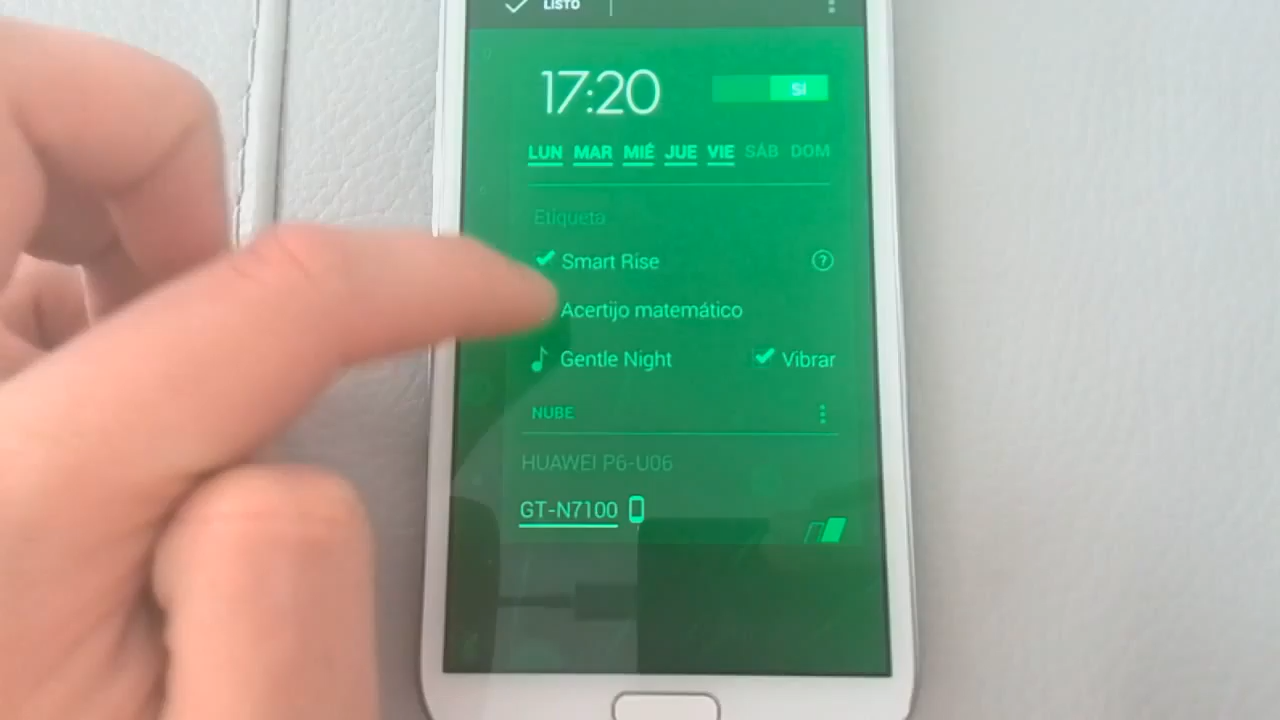 LISTO
17:20 SÍ
LUN MAR MIÉ JUE VIE SÁB DOM
Etiqueta
Smart Rise ?
Acertijo matemático
Gentle Night Vibrar
NUBE
HUAWEI P6-U06
GT-N7100